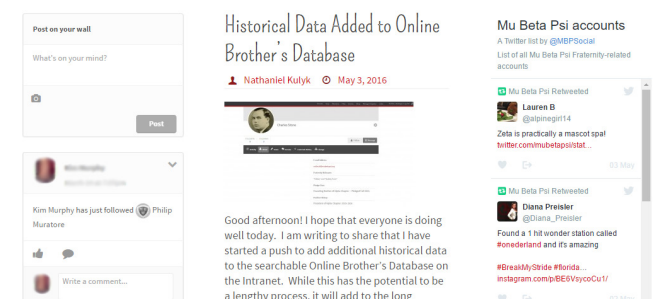 Post on your wall
What's on your mind?
Post
Kim Murphy
Kim Murphy has just followed Philip
Muratore
Write a comment...
Historical Data Added to Online
Brother's Database
Nathaniel Kulyk May 3, 2016
Good afternoon! I hope that everyone is doing
well today. I am writing to share that I have
started a push to add additional historical data
to the searchable Online Brother's Database on
the Intranet. While this has the potential to be
a lengthy process, it will add to the long
Mu Beta Psi accounts
A Twitter list by @MBPSocial
List of all Mu Beta Psi Fraternity-related
accounts
Mu Beta Psi Retweeted
Lauren B
@alpinegirl14
Zeta is practically a mascot spa!
twitter.com/mubetapsi/stat…
03 May
Mu Beta Psi Retweeted
Diana Preisler
@Diana_Preisler
Found a 1 hit wonder station called
#onederland and it's amazing
#BreakMyStride #florida…
instagram.com/p/BE6VsycoCu1/